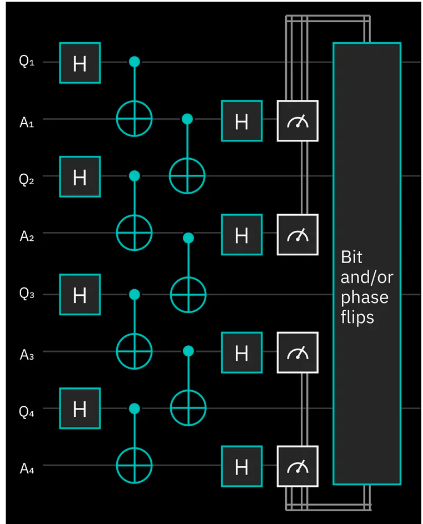 Q₁ H
A₁ H
Q₂ H
A₂ H
Q₃ H
A₃ H
Q₄ H
A₄ H
Bit
and/or
phase
flips